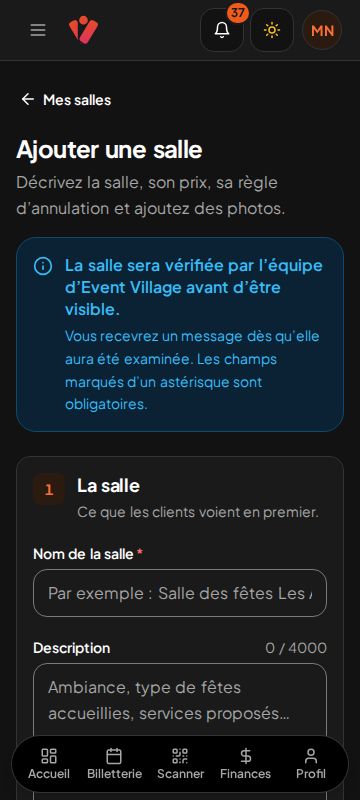 37
MN
Mes salles
Ajouter une salle
Décrivez la salle, son prix, sa règle
d'annulation et ajoutez des photos.
La salle sera vérifiée par l'équipe
d'Event Village avant d'être
visible.
Vous recevrez un message dès qu'elle
aura été examinée. Les champs
marqués d'un astérisque sont
obligatoires.
1
La salle
Ce que les clients voient en premier.
Nom de la salle *
Par exemple : Salle des fêtes Les
Description
0 / 4000
Ambiance, type de fêtes
accueillies, services proposés…
Accueil
Billetterie
Scanner
Finances
Profil